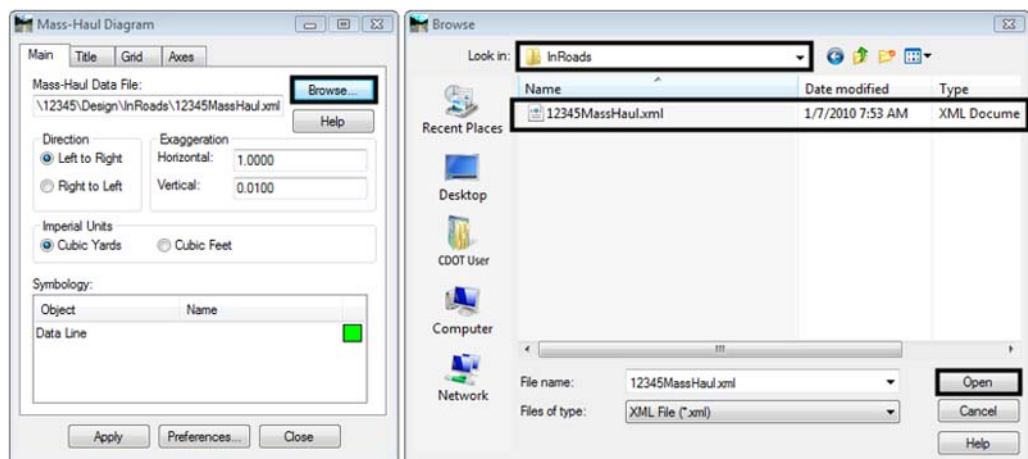 Mass-Haul Diagram
Main Title Grid Axes
Mass-Haul Data File:
\12345\Design\InRoads\12345MassHaul.xml
Browse...
Help
Direction
Left to Right
Right to Left
Exaggeration
Horizontal: 1.0000
Vertical: 0.0100
Imperial Units
Cubic Yards Cubic Feet
Symbology:
Object Name
Data Line
Apply Preferences... Close
Browse
Look in: InRoads
Recent Places
Desktop
CDOT User
Computer
Network
Name Date modified Type
12345MassHaul.xml 1/7/2010 7:53 AM XML Docume
File name: 12345MassHaul.xml
Open
Files of type: XML File (*.xml)
Cancel
Help